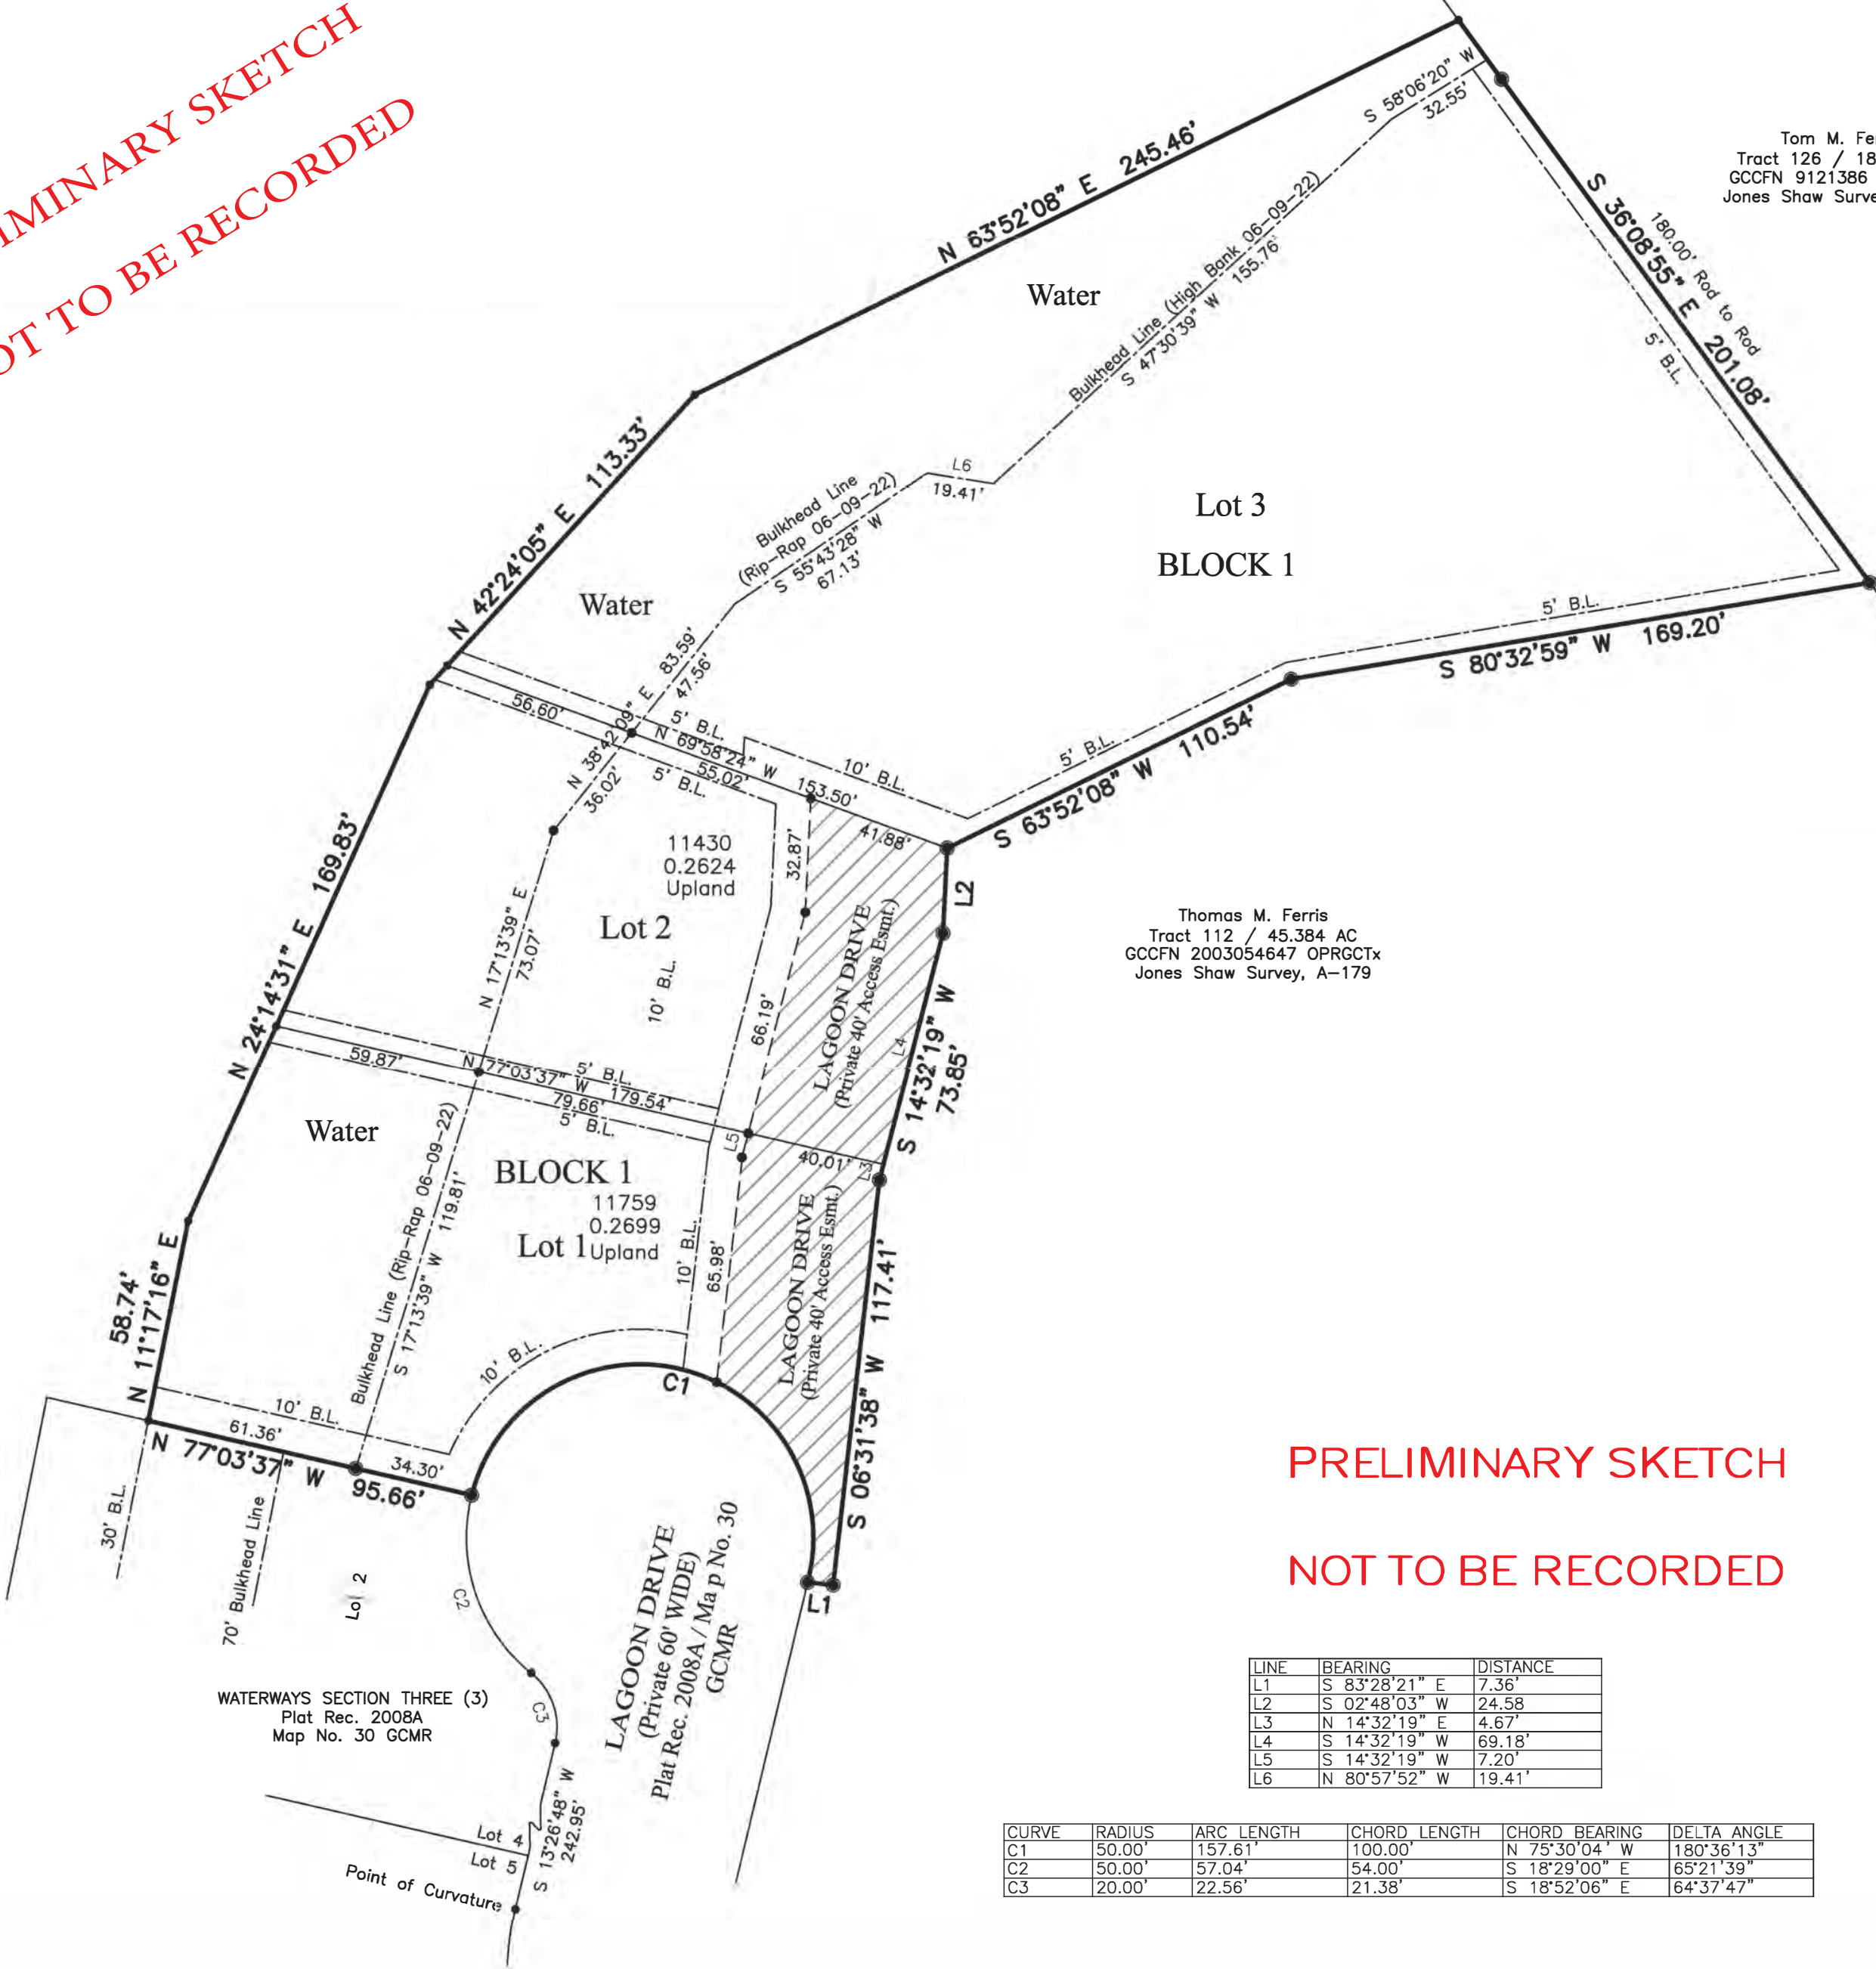 PRELIMINARY SKETCH
NOT TO BE RECORDED
S 58°06'20" W
32.55'
N 63°52'08" E 245.46'
Water
Bulkhead Line (High Bank 06-09-22)
S 47°30'39" W 155.76'
S 36°08'55" E 201.08'
180.00' Rod to Rod
5' B.L.
Tom M.
Tract 126 /
GCCFN 9121386
Jones Shaw
L6
19.41'
Lot 3
BLOCK 1
Bulkhead Line
(Rip-Rap 06-09-22)
S 55°43'28" W
67.13'
N 42°24'05" E 113.33'
Water
5' B.L.
S 80°32'59" W 169.20'
N 38°42'09" E 83.59'
47.56'
36.02'
56.60'
5' B.L.
N 69°58'24" W 153.50'
55.02'
5' B.L.
10' B.L.
41.88'
5' B.L.
S 63°52'08" W 110.54'
11430
0.2624
Upland
Lot 2
10' B.L.
32.87'
66.19'
LAGOON DRIVE
(Private 40' Access Esmt.)
L2
L4
S 14°32'19" W
73.85'
Thomas M. Ferris
Tract 112 / 45.384 AC
GCCFN 2003054647 OPRGCTx
Jones Shaw Survey, A-179
N 24°14'31" E 169.83'
N 17°13'39" E
73.07'
59.87'
N 77°03'37" W 179.54'
5' B.L.
79.66'
5' B.L.
L5
40.01'
L3
Water
BLOCK 1
11759
0.2699
Upland
Lot 1
Bulkhead Line (Rip-Rap 06-09-22)
S 17°13'39" W 119.81'
10' B.L.
65.98'
LAGOON DRIVE
(Private 40' Access Esmt.)
S 06°31'38" W 117.41'
58.74'
N 11°17'16" E
10' B.L.
10' B.L.
C1
61.36'
34.30'
N 77°03'37" W 95.66'
30' B.L.
70' Bulkhead Line
Lot 2
C2
C3
L1
LAGOON DRIVE
(Private 60' WIDE)
Plat Rec. 2008A / Map No. 30
GCMR
WATERWAYS SECTION THREE (3)
Plat Rec. 2008A
Map No. 30 GCMR
Lot 4
Lot 5
S 13°26'48" W
242.95'
Point of Curvature
PRELIMINARY SKETCH
NOT TO BE RECORDED
LINE BEARING DISTANCE
L1 S 83°28'21" E 7.36'
L2 S 02°48'03" W 24.58
L3 N 14°32'19" E 4.67'
L4 S 14°32'19" W 69.18'
L5 S 14°32'19" W 7.20'
L6 N 80°57'52" W 19.41'
CURVE RADIUS ARC LENGTH CHORD LENGTH CHORD BEARING DELTA ANGLE
C1 50.00' 157.61' 100.00' N 75°30'04' W 180°36'13"
C2 50.00' 57.04' 54.00' S 18°29'00" E 65°21'39"
C3 20.00' 22.56' 21.38' S 18°52'06" E 64°37'47"